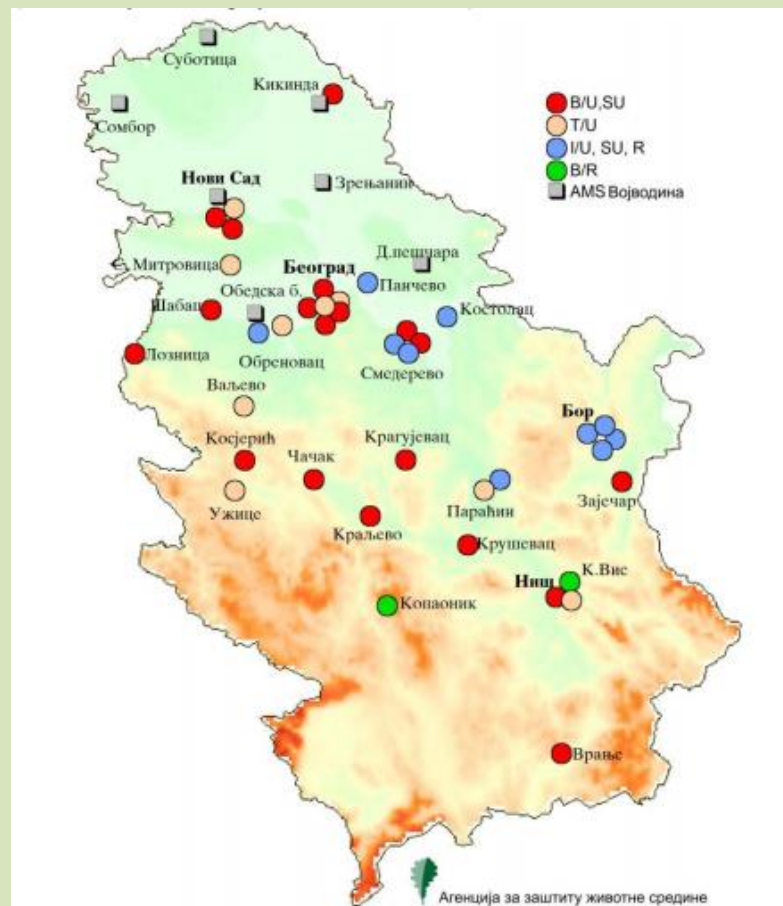 Суботица
Кикинда
Сомбор
B/U,SU
T/U
I/U, SU, R
B/R
AMS Војводина
Нови Сад
Зрењанин
Д.пешчара
С. Митровица
Београд
Панчево
Обедска б.
Шабац
Костолац
Лозница
Обреновац
Смедерево
Ваљево
Бор
Косјерић
Чачак
Крагујевац
Ужице
Краљево
Параћин
Зајечар
Крушевац
К.Вис
Ниш
Копаоник
Врање
Агенција за заштиту животне средине